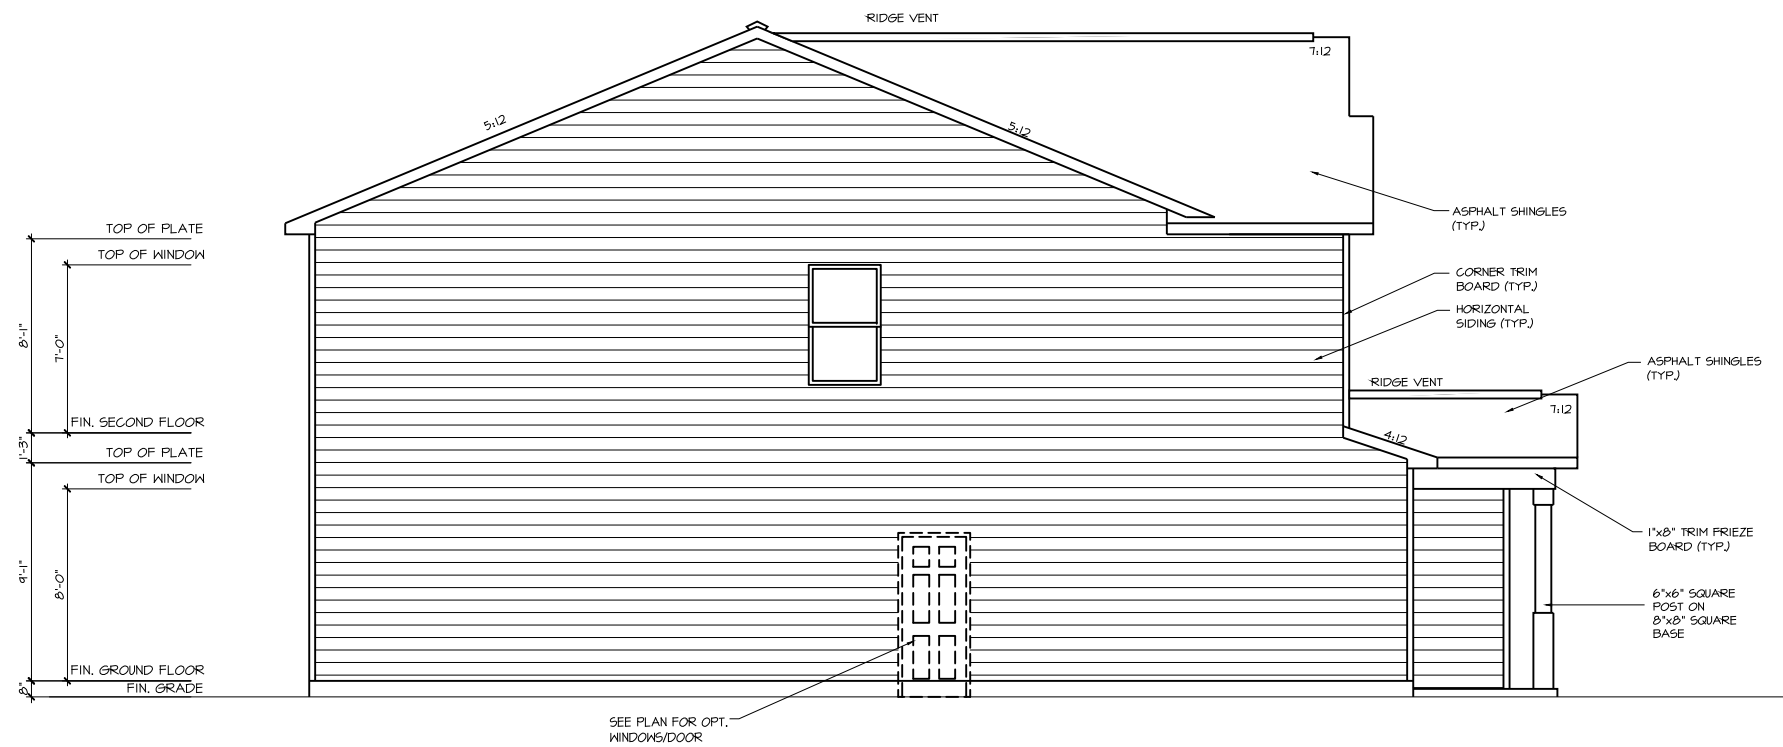 RIDGE VENT
7:12
5:12
5:12
ASPHALT SHINGLES
(TYP.)
TOP OF PLATE
TOP OF WINDOW
CORNER TRIM
BOARD (TYP.)
HORIZONTAL
SIDING (TYP.)
8'-1"
7'-0"
ASPHALT SHINGLES
(TYP.)
RIDGE VENT
7:12
4:12
FIN. SECOND FLOOR
1'-3"
TOP OF PLATE
TOP OF WINDOW
1"x8" TRIM FRIEZE
BOARD (TYP.)
9'-1"
8'-0"
6"x6" SQUARE
POST ON
8"x8" SQUARE
BASE
FIN. GROUND FLOOR
8"
FIN. GRADE
SEE PLAN FOR OPT.
WINDOWS/DOOR